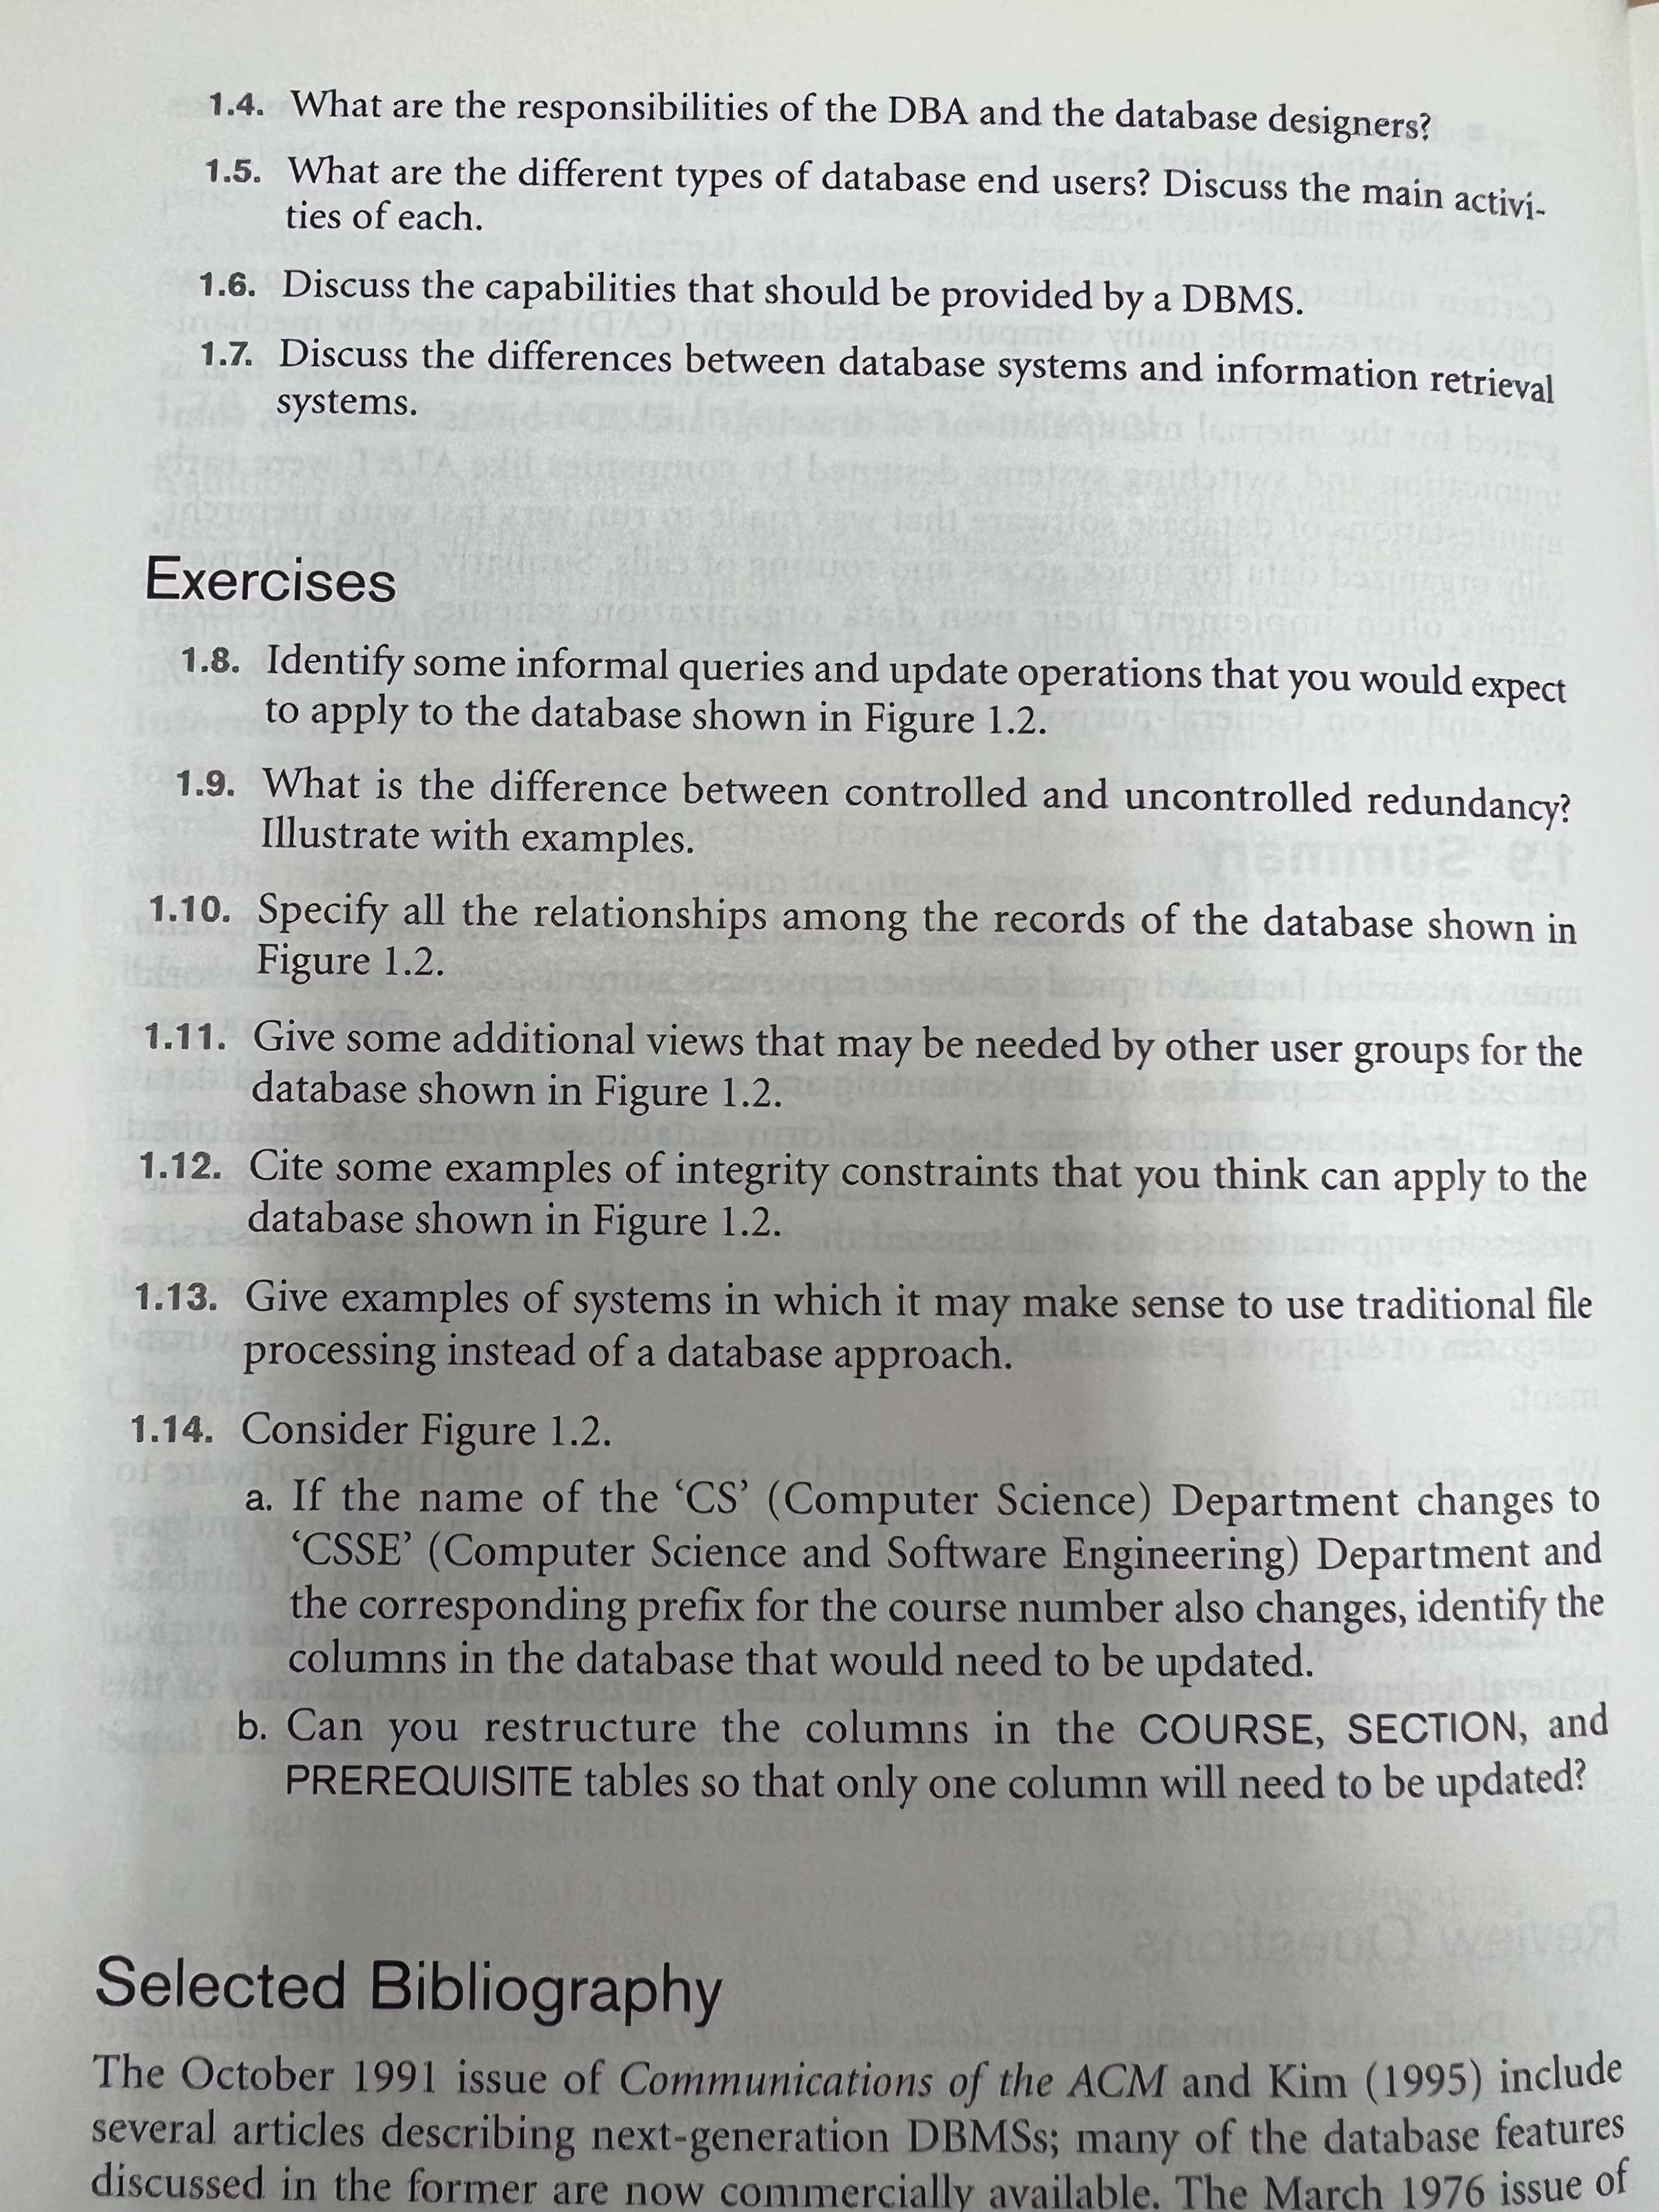 1.4. What are the responsibilities of the DBA and the database designers?
1.5. What are the different types of database end users? Discuss the main activi-
ties of each.
1.6. Discuss the capabilities that should be provided by a DBMS.
1.7. Discuss the differences between database systems and information retrieval
systems.
Exercises
1.8. Identify some informal queries and update operations that you would expect
to apply to the database shown in Figure 1.2.
1.9. What is the difference between controlled and uncontrolled redundancy?
Illustrate with examples.
1.10. Specify all the relationships among the records of the database shown in
Figure 1.2.
1.11. Give some additional views that may be needed by other user groups for the
database shown in Figure 1.2.
1.12. Cite some examples of integrity constraints that you think can apply to the
database shown in Figure 1.2.
1.13. Give examples of systems in which it may make sense to use traditional file
processing instead of a database approach.
1.14. Consider Figure 1.2.
a. If the name of the ‘CS’ (Computer Science) Department changes to
‘CSSE’ (Computer Science and Software Engineering) Department and
the corresponding prefix for the course number also changes, identify the
columns in the database that would need to be updated.
b. Can you restructure the columns in the COURSE, SECTION, and
PREREQUISITE tables so that only one column will need to be updated?
Selected Bibliography
The October 1991 issue of Communications of the ACM and Kim (1995) include
several articles describing next-generation DBMSs; many of the database features
discussed in the former are now commercially available. The March 1976 issue of